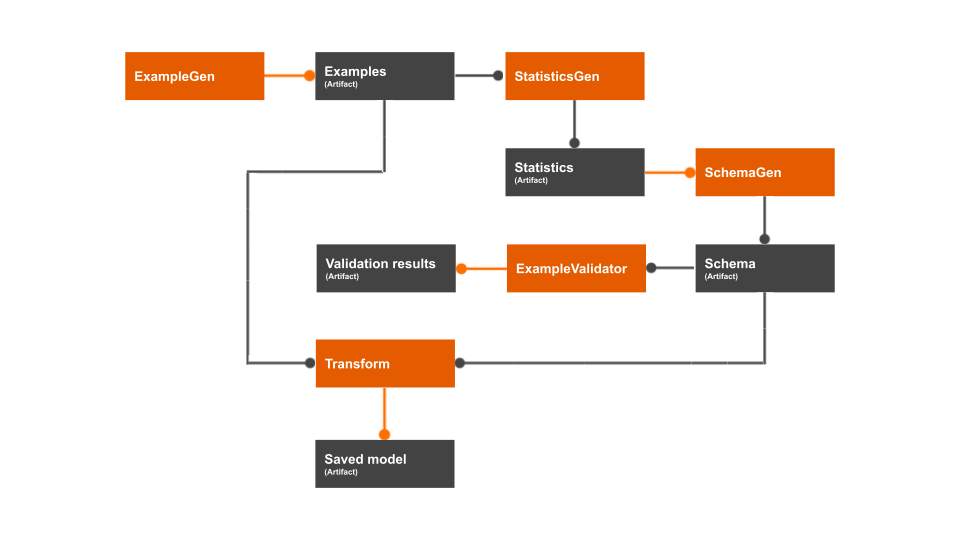 ExampleGen
Examples
(Artifact)
StatisticsGen
Statistics
(Artifact)
SchemaGen
Validation results
(Artifact)
ExampleValidator
Schema
(Artifact)
Transform
Saved model
(Artifact)